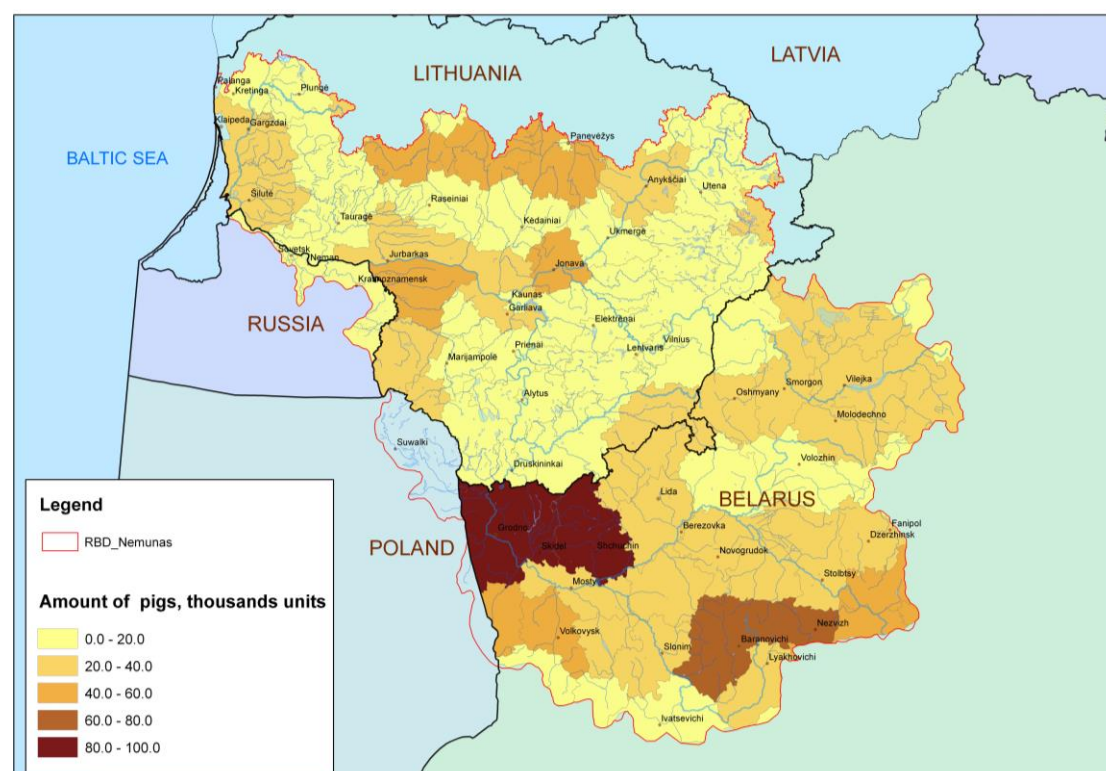 LATVIA
LITHUANIA
Palanga
Kretinga
Plungė
Klaipeda
Gargzdai
Panevėžys
BALTIC SEA
Anykščiai
Utena
Šilutė
Raseiniai
Tauragė
Kėdainiai
Ukmergė
Sovetsk
Neman
Jurbarkas
Jonava
Krasnoznamensk
Kaunas
Garliava
RUSSIA
Elektrėnai
Prienai
Lentvaris
Vilnius
Marijampolė
Alytus
Oshmyany
Smorgon
Vilejka
Molodechno
Suwalki
Druskininkai
Volozhin
Lida
BELARUS
Grodno
Skidel
Shchuchin
Berezovka
Fanipol
Dzerzhinsk
POLAND
Novogrudok
Stolbtsy
Mosty
Nezvizh
Volkovysk
Baranovichi
Slonim
Lyakhovichi
Ivatsevichi
Legend
RBD_Nemunas
Amount of pigs, thousands units
0.0 - 20.0
20.0 - 40.0
40.0 - 60.0
60.0 - 80.0
80.0 - 100.0